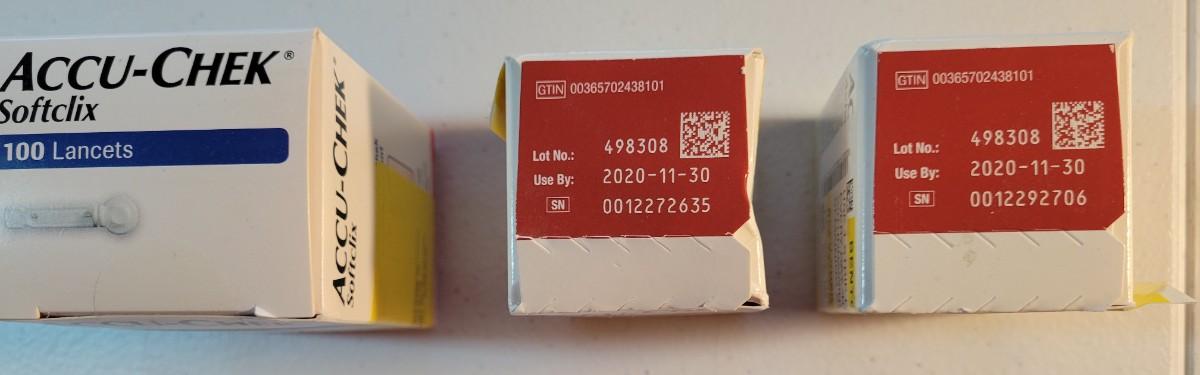 ACCU-CHEK®
Softclix
100 Lancets
ACCU-CHEK
Softclix
GTIN 00365702438101
Lot No.: 498308
Use By: 2020-11-30
SN 0012272635
GTIN 00365702438101
Lot No.: 498308
Use By: 2020-11-30
SN 0012292706